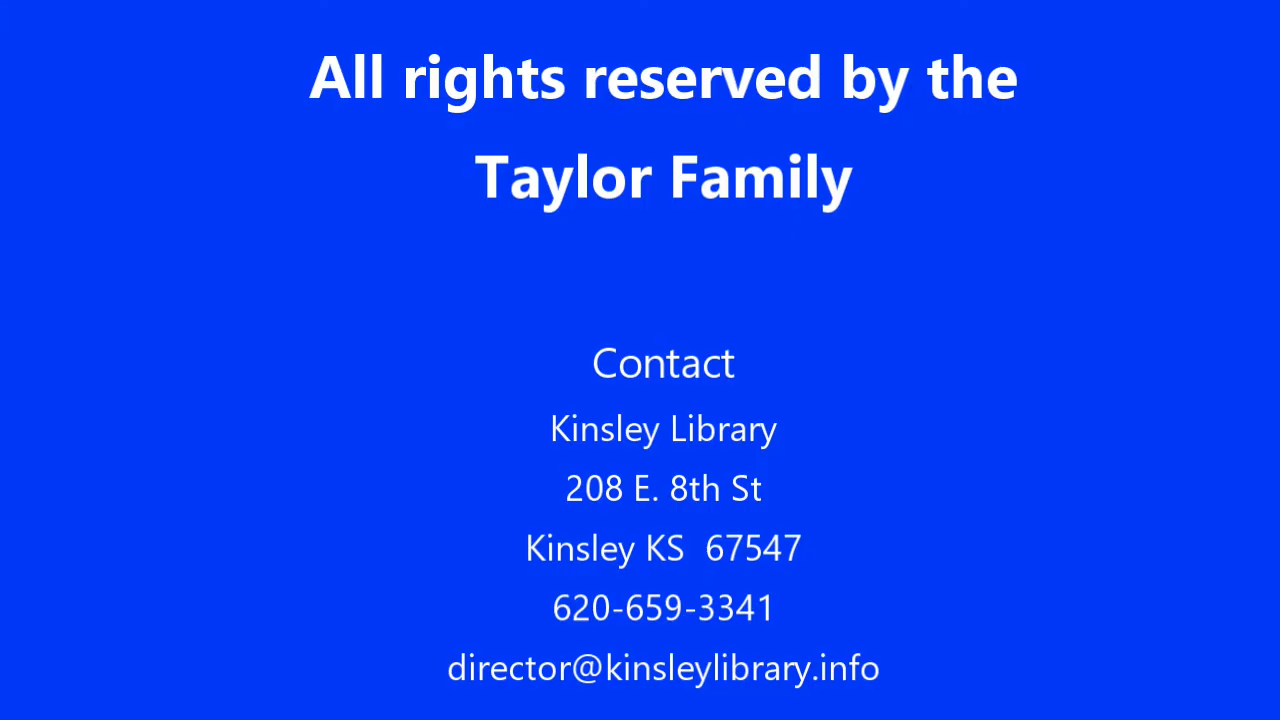 All rights reserved by the
Taylor Family
Contact
Kinsley Library
208 E. 8th St
Kinsley KS  67547
620-659-3341
director@kinsleylibrary.info